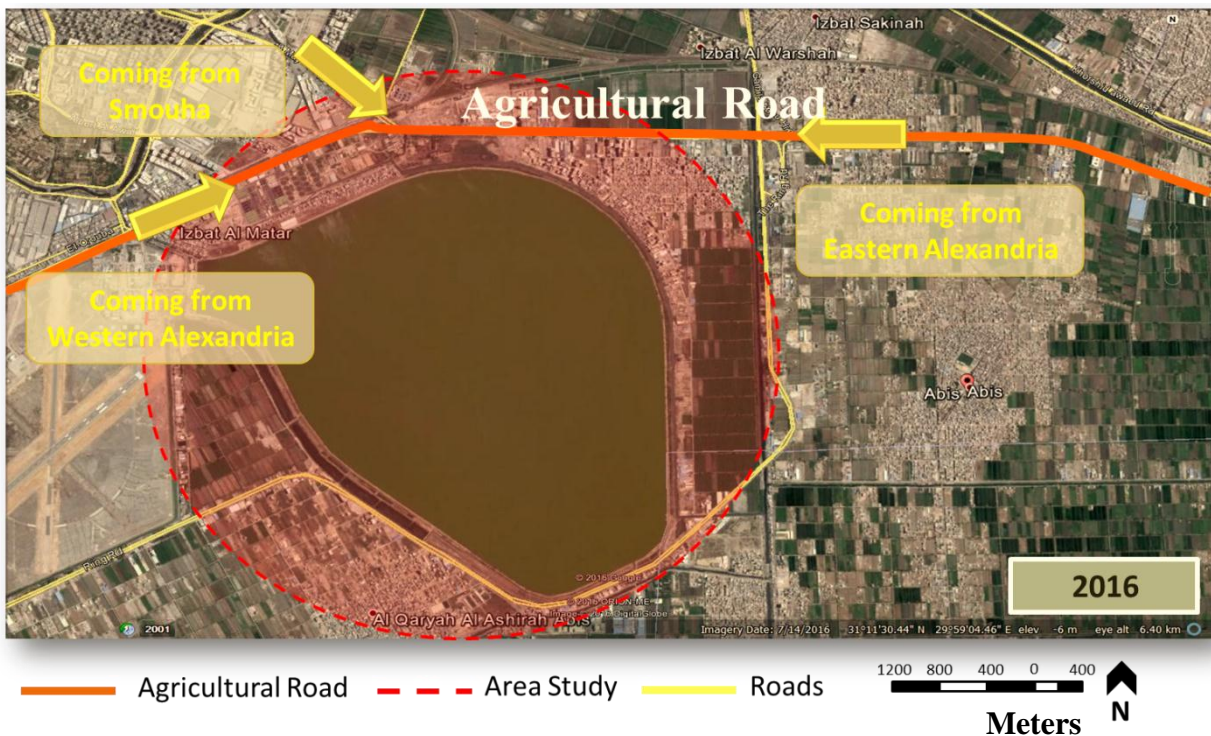 Izbat Sakinah
N
Izbat Al Warshah
Coming from
Smouha
Agricultural Road
Coming from
Eastern Alexandria
Izbat Al Matar
Coming from
Western Alexandria
Abis Abis
Ring Rd
2016
Al Qaryah Al Ashirah Abis
2001
Imagery Date: 7/14/2016 31°11'30.44" N 29°59'04.46" E elev -6 m eye alt 6.40 km
Agricultural Road
Area Study
Roads
1200 800 400 0 400
Meters
N